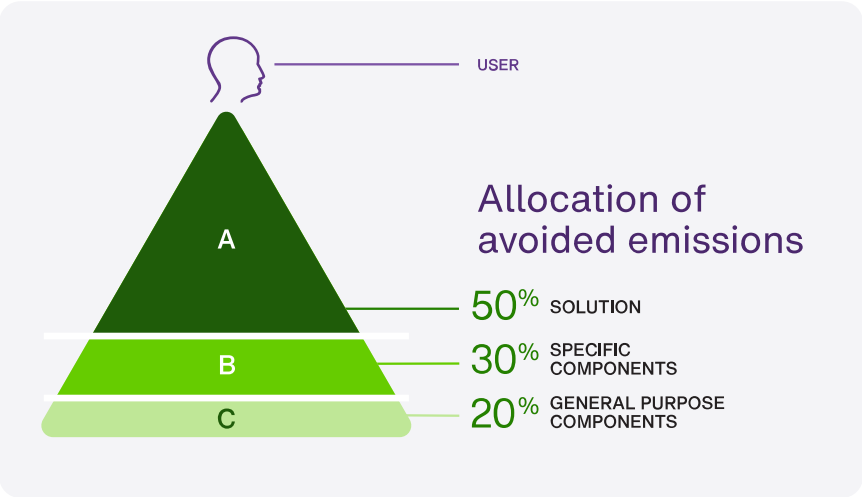 USER
Allocation of
avoided emissions
A
50% SOLUTION
B
30% SPECIFIC
COMPONENTS
C
20% GENERAL PURPOSE
COMPONENTS